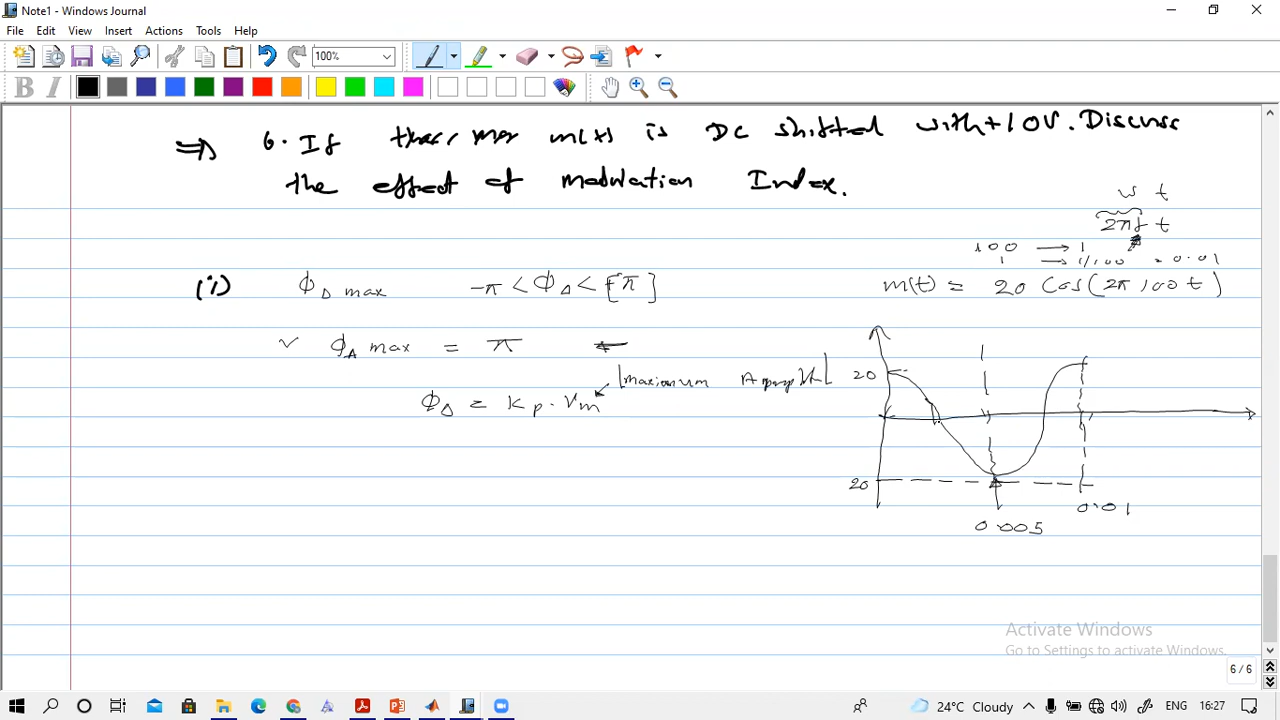 Note1 - Windows Journal
File Edit View Insert Actions Tools Help
100%
B I
⇒ 6. If m(x) is DC shifted with +10V. Discuss
the effect of modulation Index.
w t
2πf t
100 → 1
1 → 1/100 = 0.01
(i) ϕΔ max -π < ϕΔ < [+π] m(t) = 20 Cos(2π 100 t)
ϕΔ max = π ←
[maximum
ϕΔ = Kp . Vm
20
20
0.01
0.005
Activate Windows
Go to Settings to activate Windows.
6 / 6
24°C Cloudy ENG 16:27